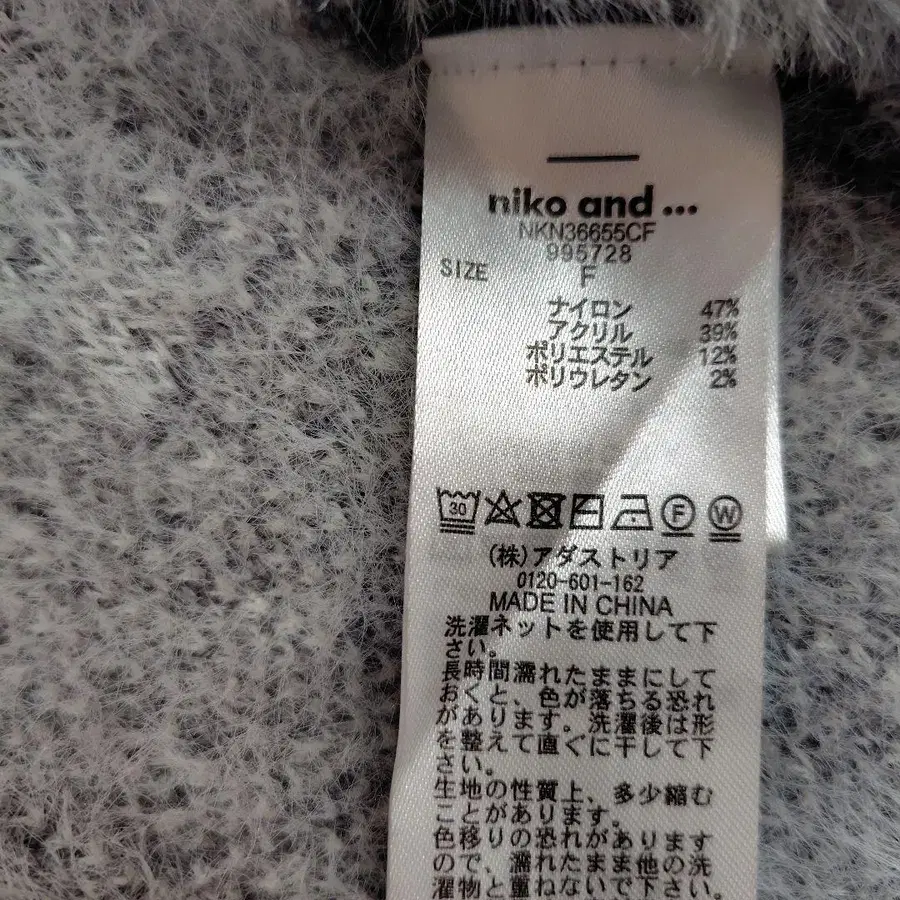 niko and ...
NKN36655CF
995728
SIZE F
ナイロン 47%
アクリル 39%
ポリエステル 12%
ポリウレタン 2%
30 F W
(株)アダストリア
0120-601-162
MADE IN CHINA
洗濯ネットを使用して下
さい。
長時間濡れたままにして
おくと、色が落ちる恐れ
があります。洗濯後は形
を整えて直ぐに干して下
さい。
生地の性質上、多少縮む
ことがあります。
色移りの恐れがあります
ので、濡れたまま他の洗
濯物と重ねないで下さい。